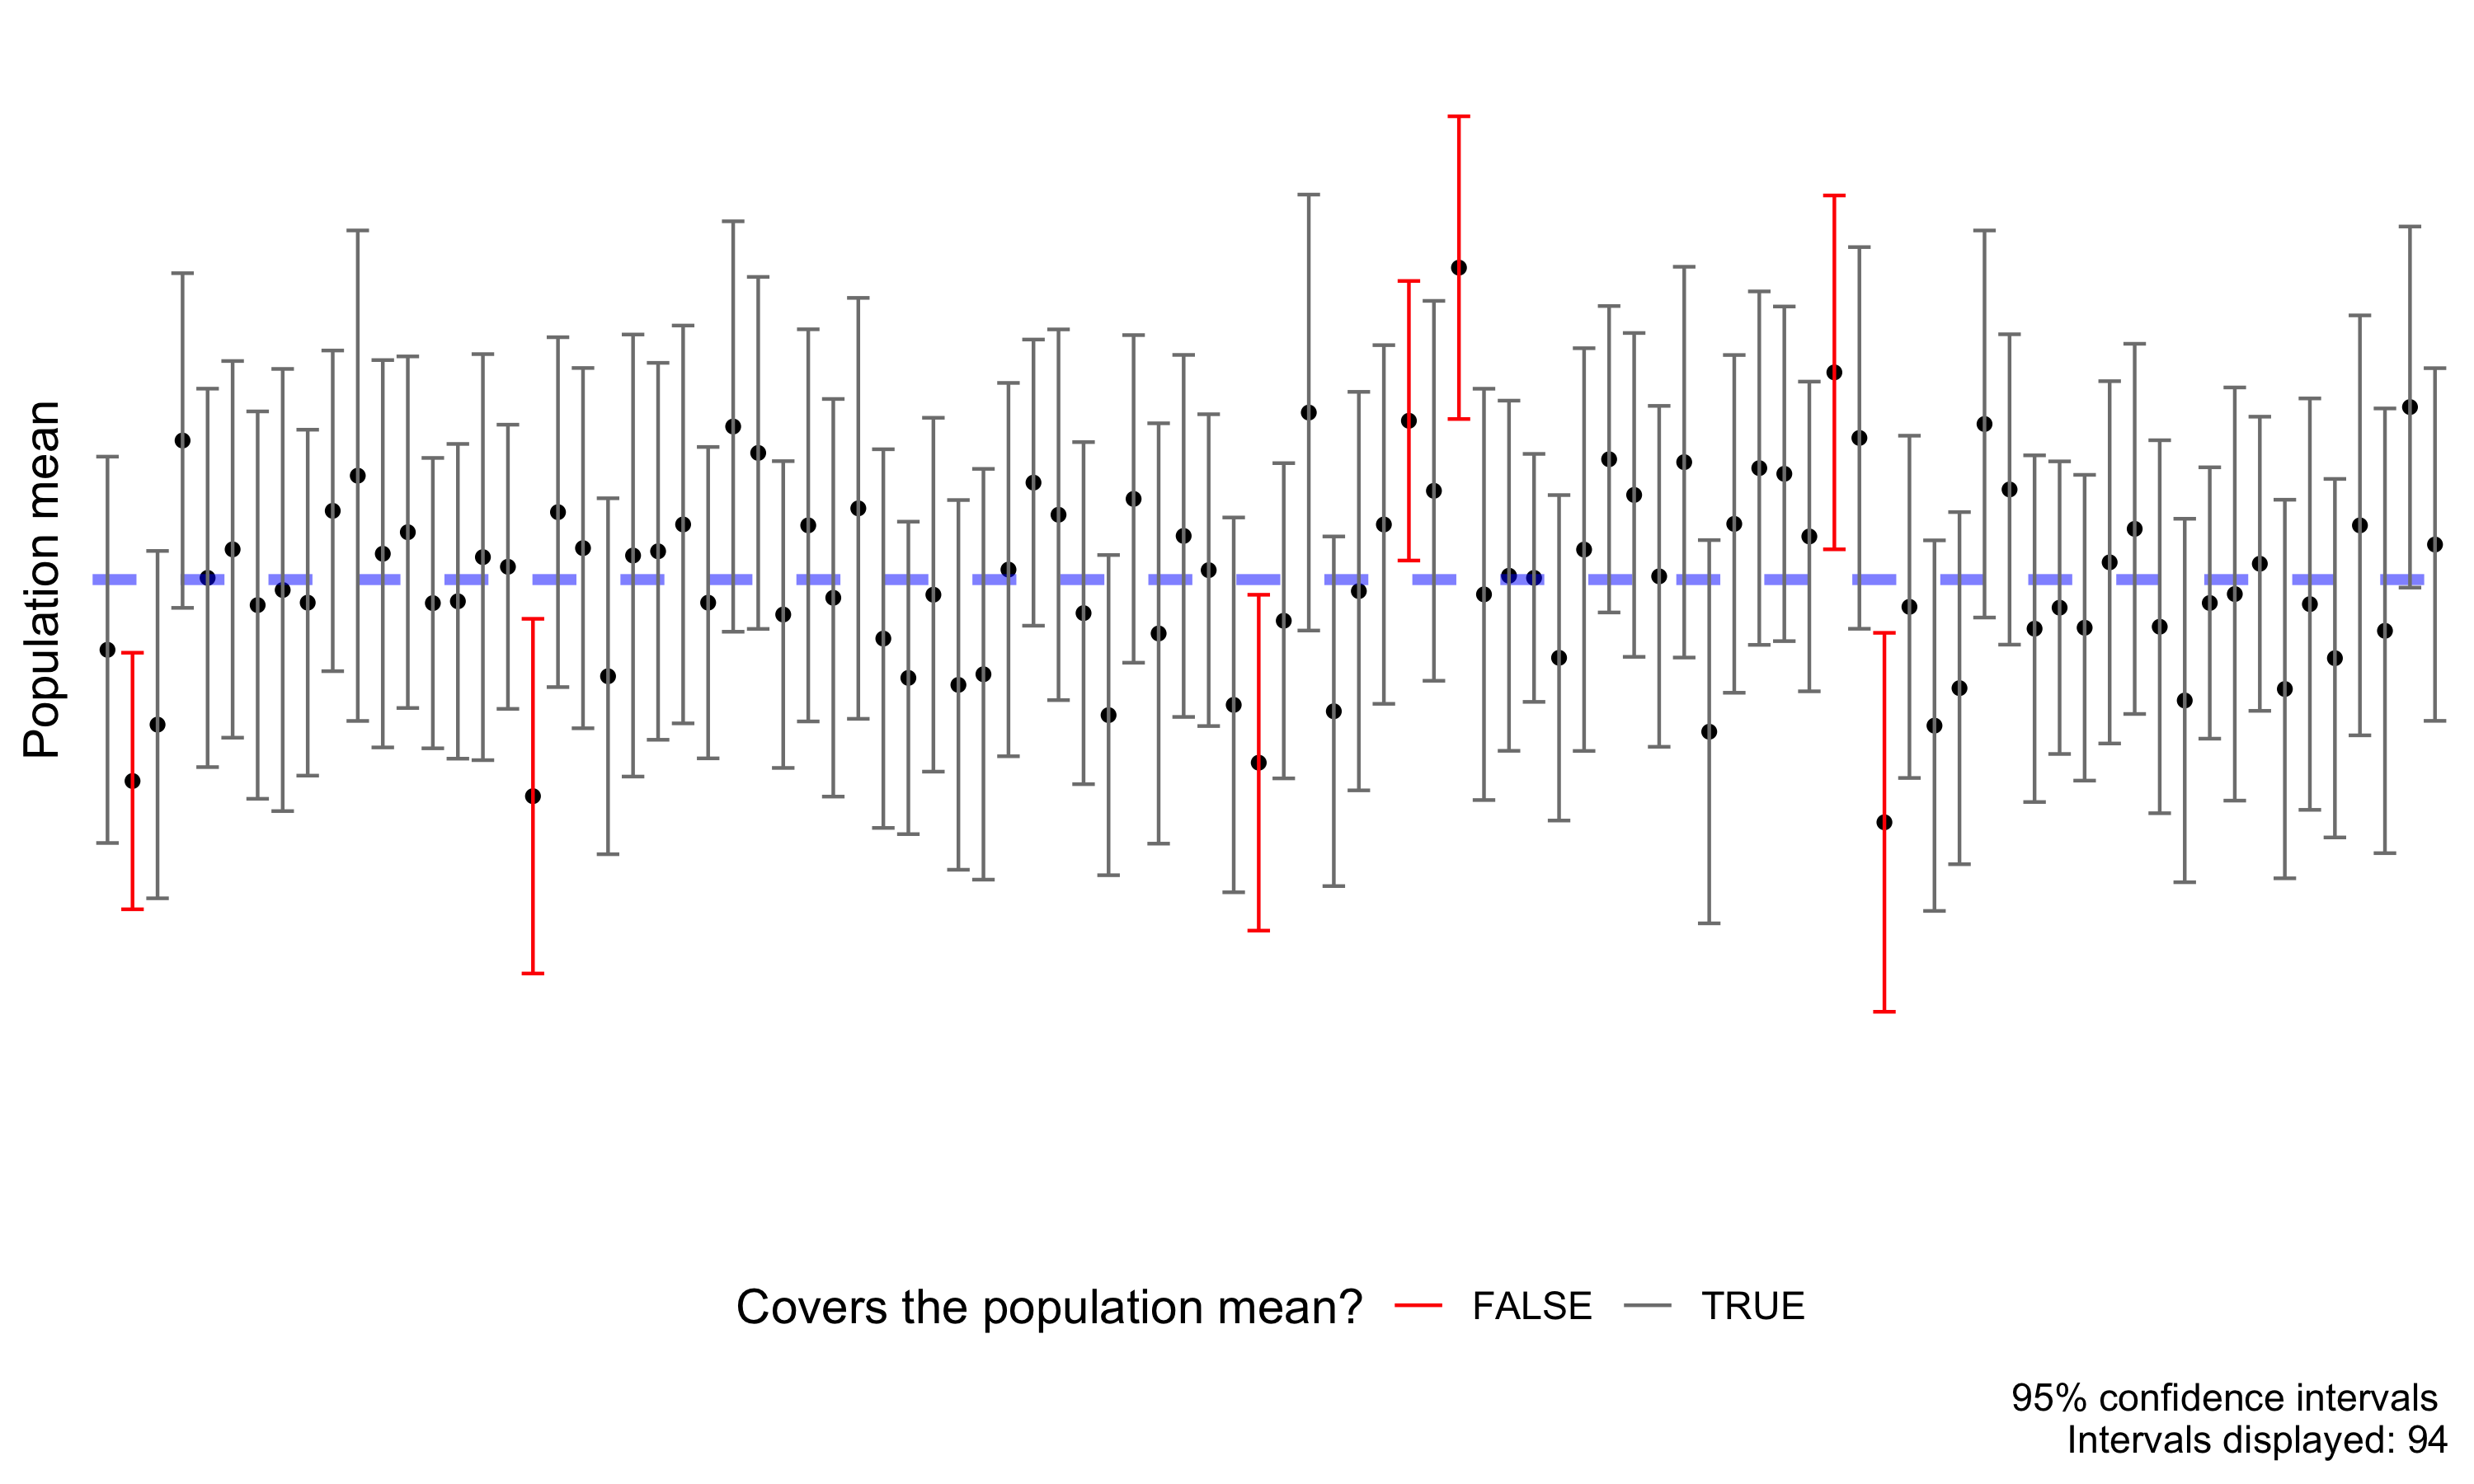 Population mean
Covers the population mean? FALSE TRUE
95% confidence intervals
Intervals displayed: 94